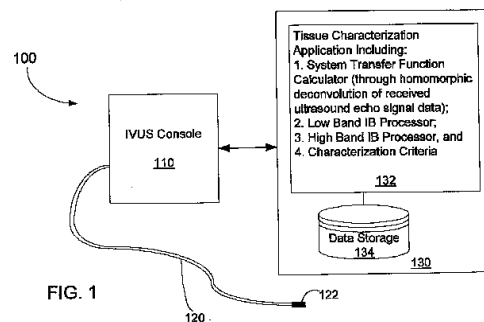 100
IVUS Console
110
Tissue Characterization
Application Including:
1. System Transfer Function
Calculator (through homomorphic
deconvolution of received
ultrasound echo signal data);
2. Low Band IB Processor;
3. High Band IB Processor, and
4. Characterization Criteria
132
Data Storage
134
130
FIG. 1
120
122